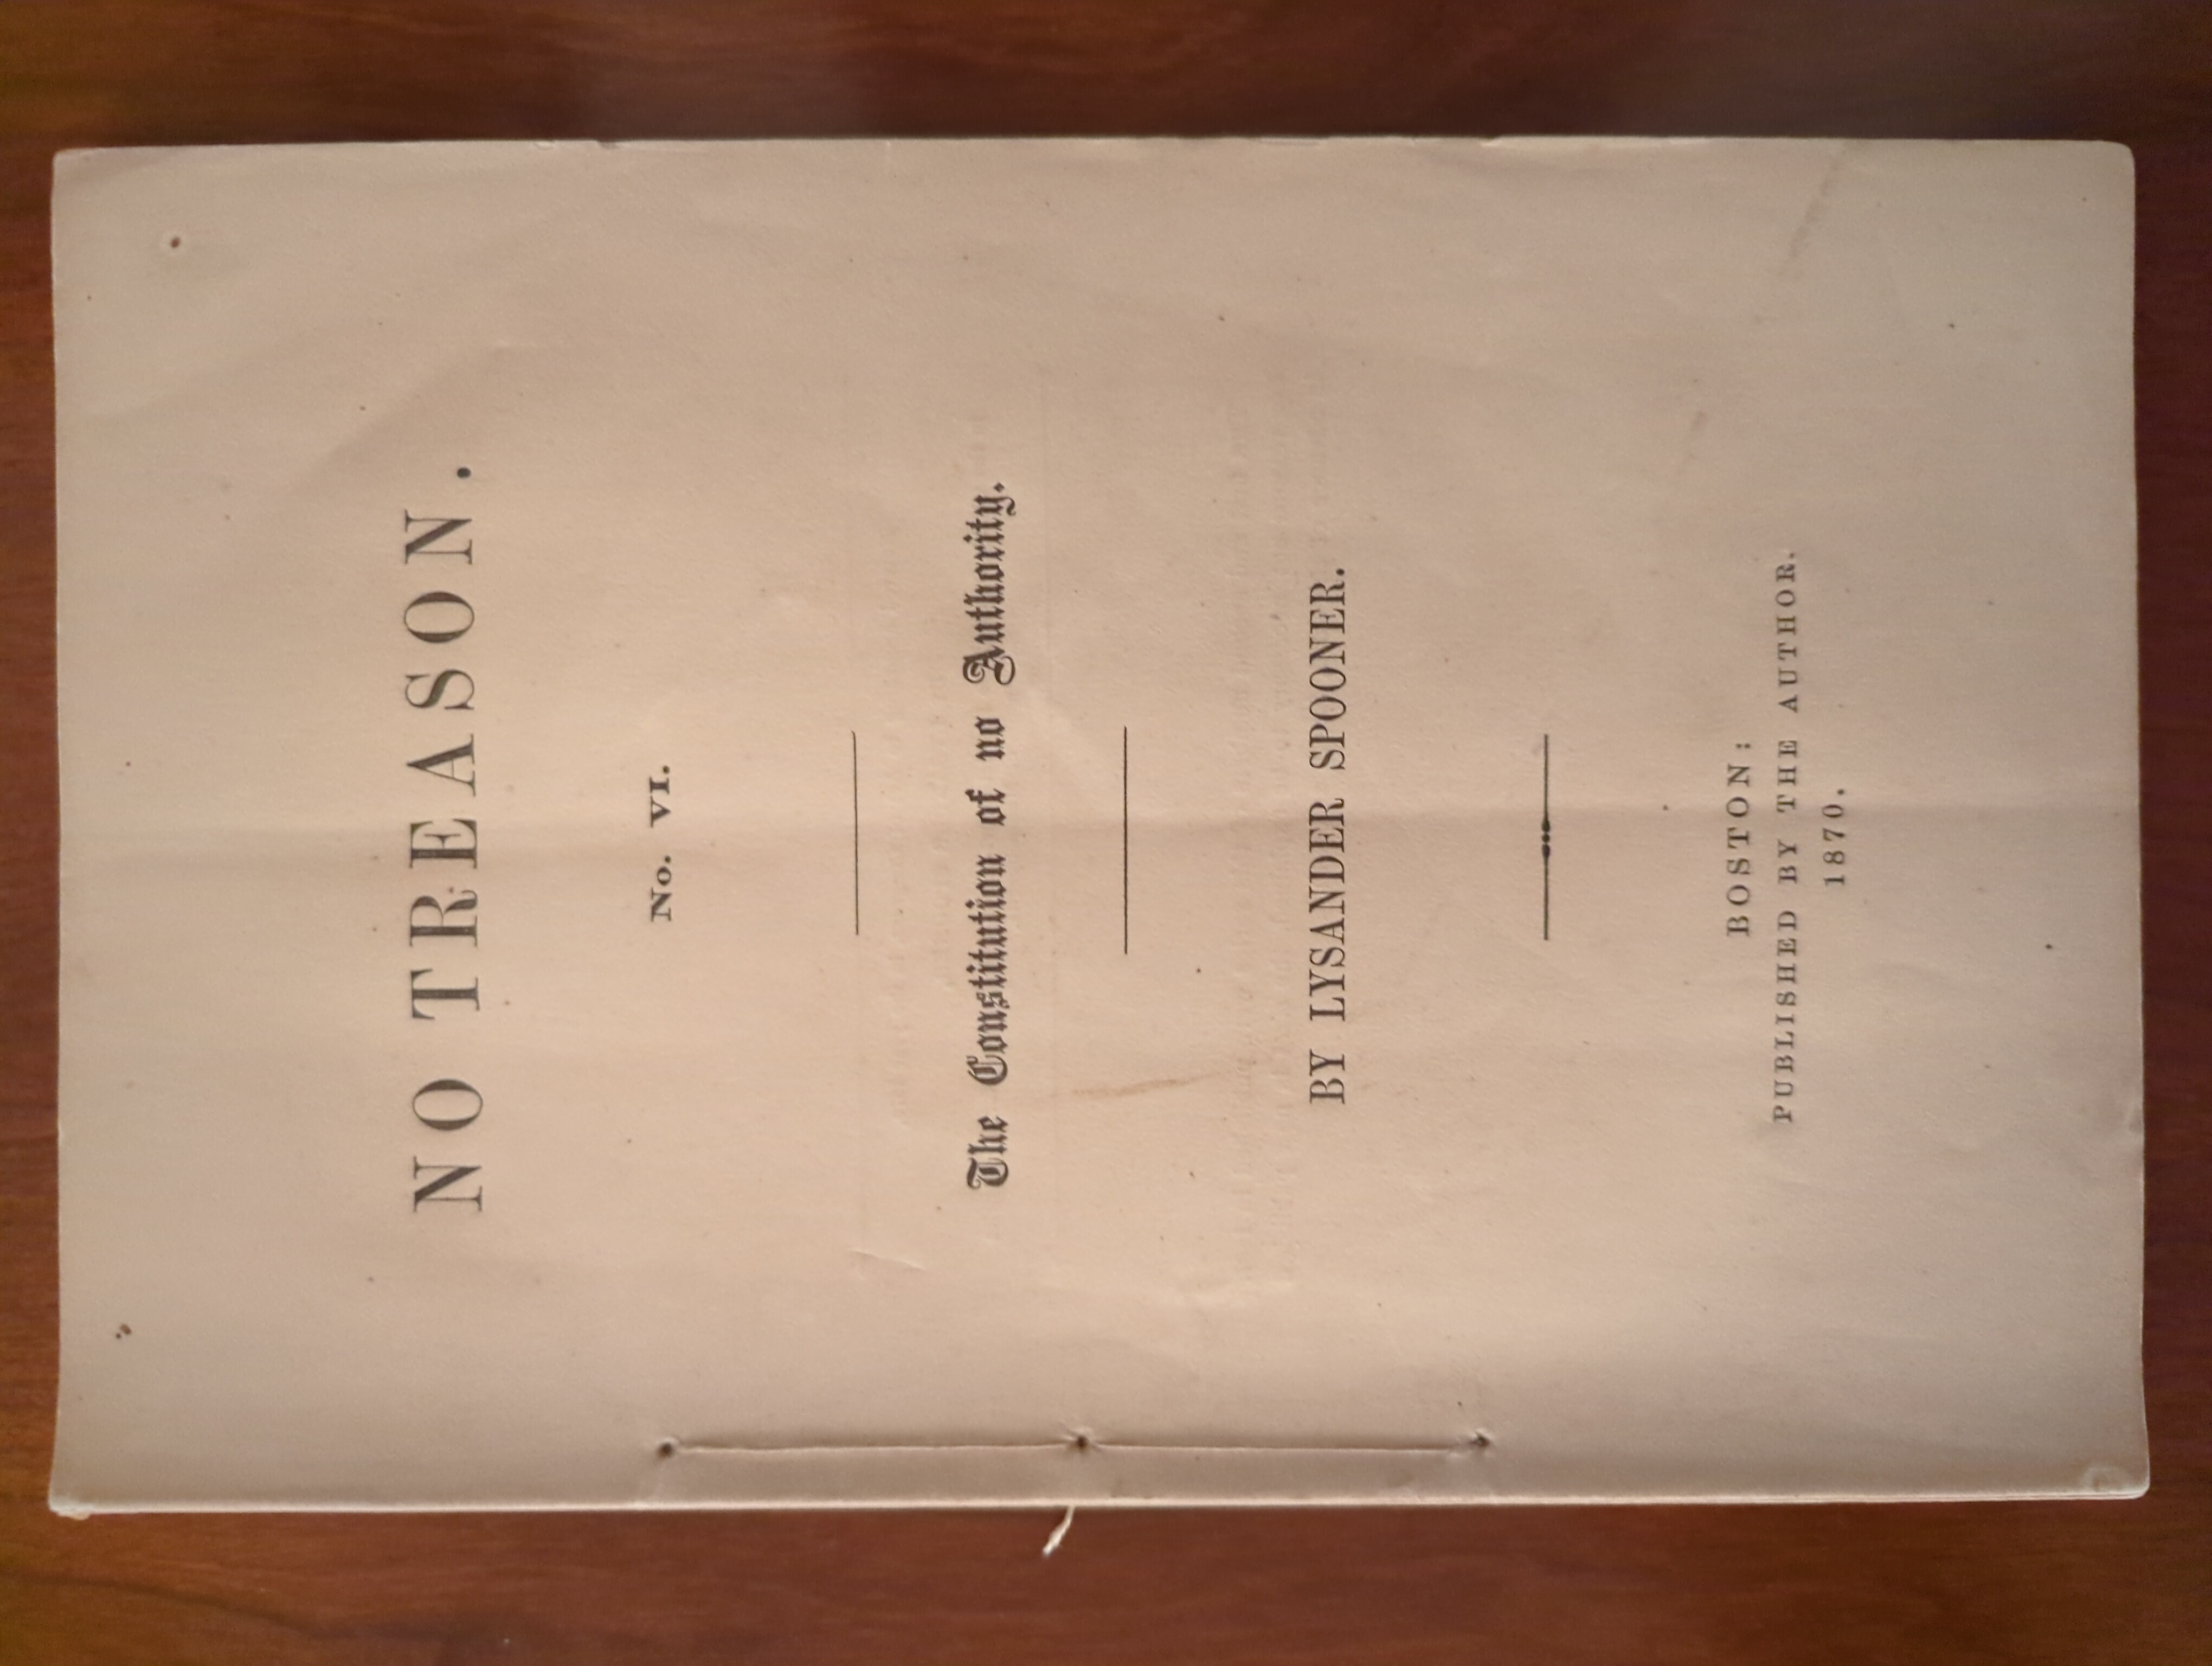 NO TREASON.
No. VI.
The Constitution of no Authority.
BY LYSANDER SPOONER.
BOSTON:
PUBLISHED BY THE AUTHOR.
1870.